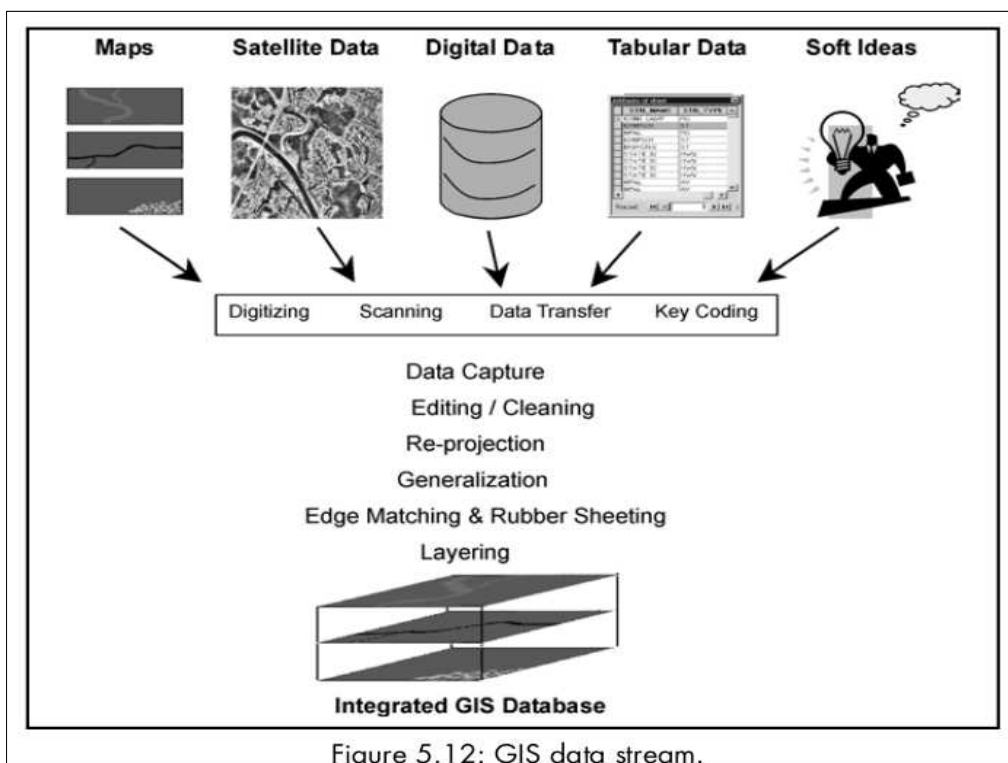 Maps Satellite Data Digital Data Tabular Data Soft Ideas
Digitizing Scanning Data Transfer Key Coding
Data Capture
Editing / Cleaning
Re-projection
Generalization
Edge Matching & Rubber Sheeting
Layering
Integrated GIS Database
Figure 5.12: GIS data stream.